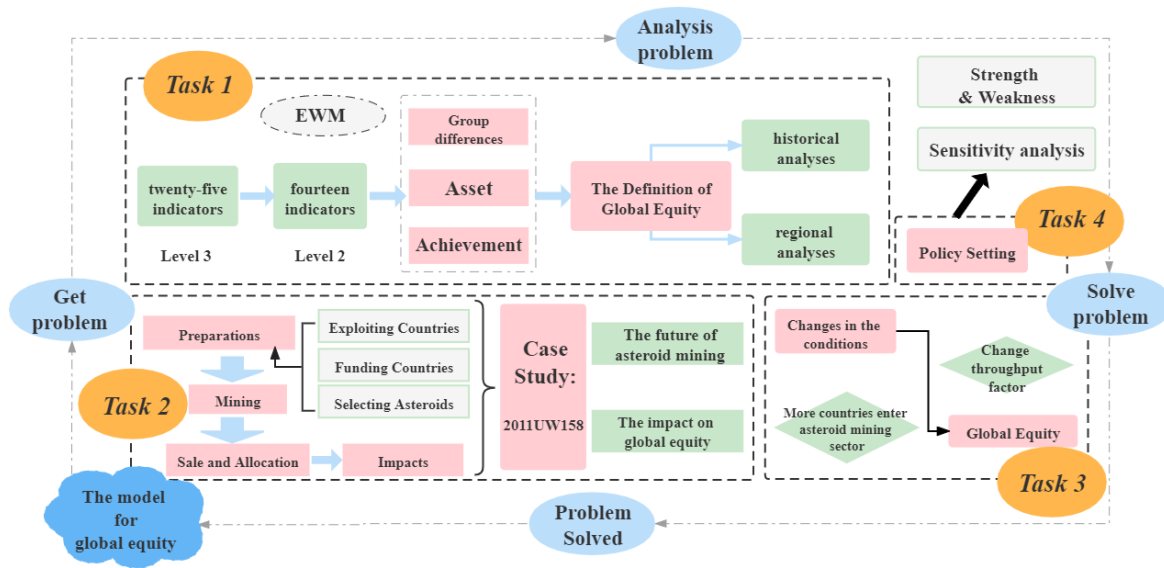 Analysis
problem
Task 1
EWM
Group
differences
twenty-five
indicators
fourteen
indicators
Asset
Achievement
Level 3
Level 2
The Definition of
Global Equity
historical
analyses
regional
analyses
Strength
& Weakness
Sensitivity analysis
Task 4
Policy Setting
Get
problem
Solve
problem
Preparations
Mining
Sale and Allocation
Impacts
Exploiting Countries
Funding Countries
Selecting Asteroids
Task 2
Case
Study:
2011UW158
The future of
asteroid mining
The impact on
global equity
Changes in the
conditions
Change
throughput
factor
More countries enter
asteroid mining
sector
Global Equity
Task 3
The model
for
global equity
Problem
Solved